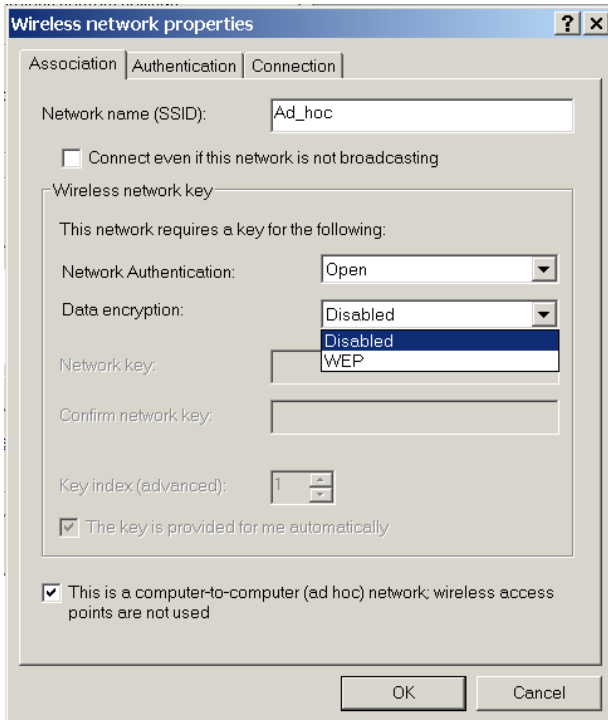 Wireless network properties
Association
Authentication
Connection
Network name (SSID):
Ad_hoc
Connect even if this network is not broadcasting
Wireless network key
This network requires a key for the following:
Network Authentication:
Open
Data encryption:
Disabled
Disabled
WEP
Network key:
Confirm network key:
Key index (advanced):
1
The key is provided for me automatically
This is a computer-to-computer (ad hoc) network; wireless access
points are not used
OK
Cancel